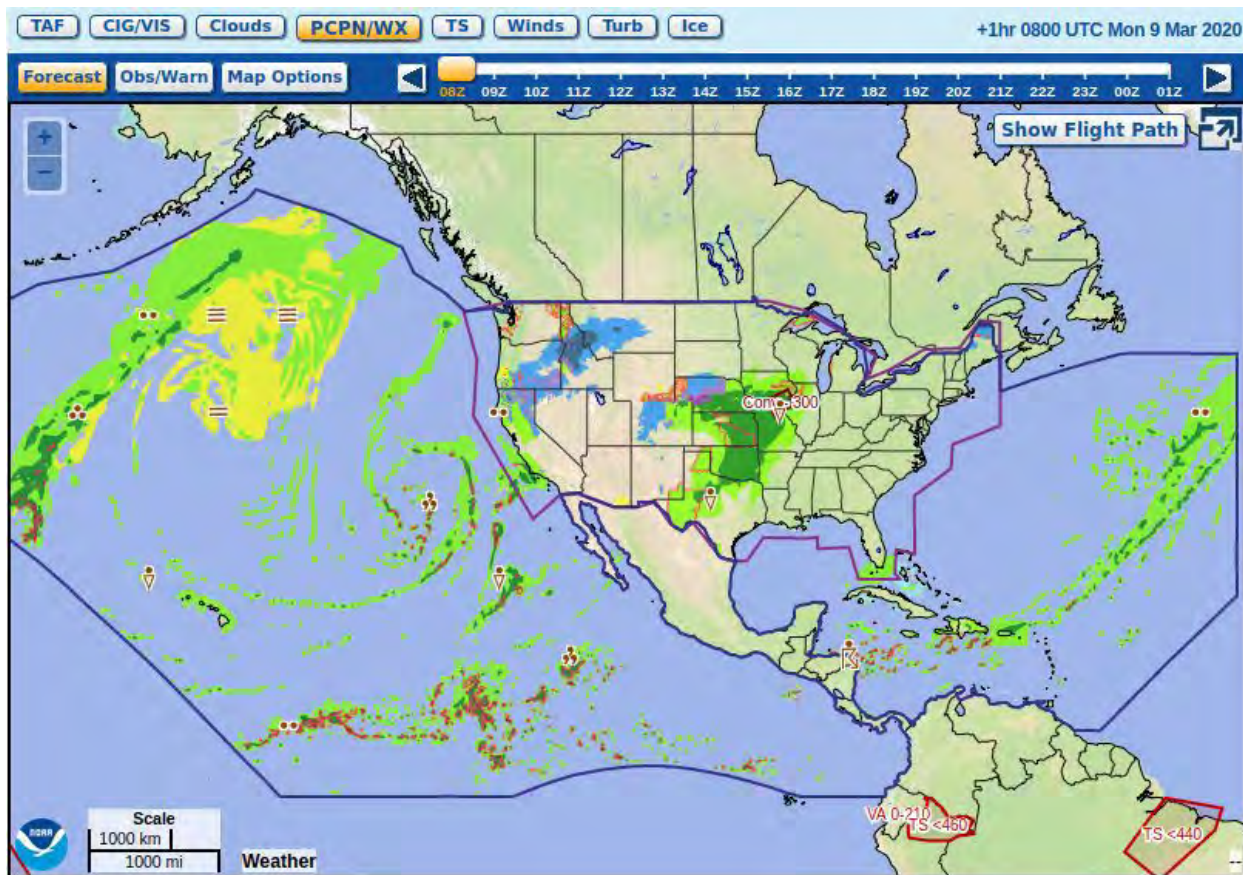 TAF CIG/VIS Clouds PCPN/WX TS Winds Turb Ice +1hr 0800 UTC Mon 9 Mar 2020
Forecast Obs/Warn Map Options
08Z 09Z 10Z 11Z 12Z 13Z 14Z 15Z 16Z 17Z 18Z 19Z 20Z 21Z 22Z 23Z 00Z 01Z
+
Show Flight Path
−
300
VA 0-210
TS <460
TS <440
Scale
1000 km
1000 mi
NOAA
Weather
--